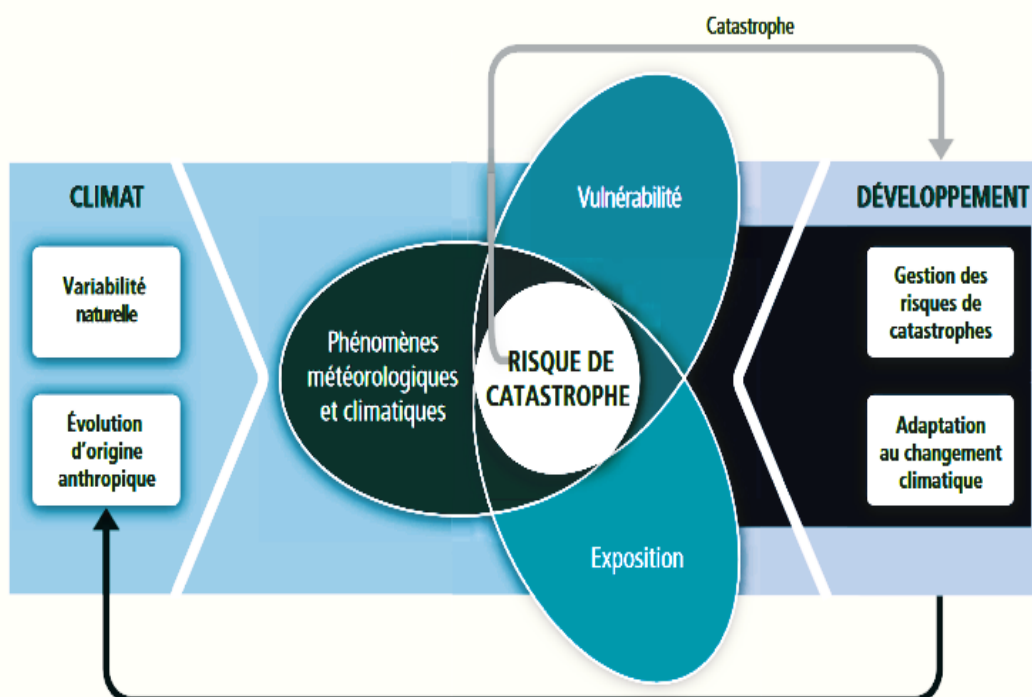 Catastrophe
CLIMAT
Variabilité
naturelle
Évolution
d'origine
anthropique
Phénomènes
météorologiques
et climatiques
Vulnérabilité
RISQUE DE
CATASTROPHE
Exposition
DÉVELOPPEMENT
Gestion des
risques de
catastrophes
Adaptation
au changement
climatique